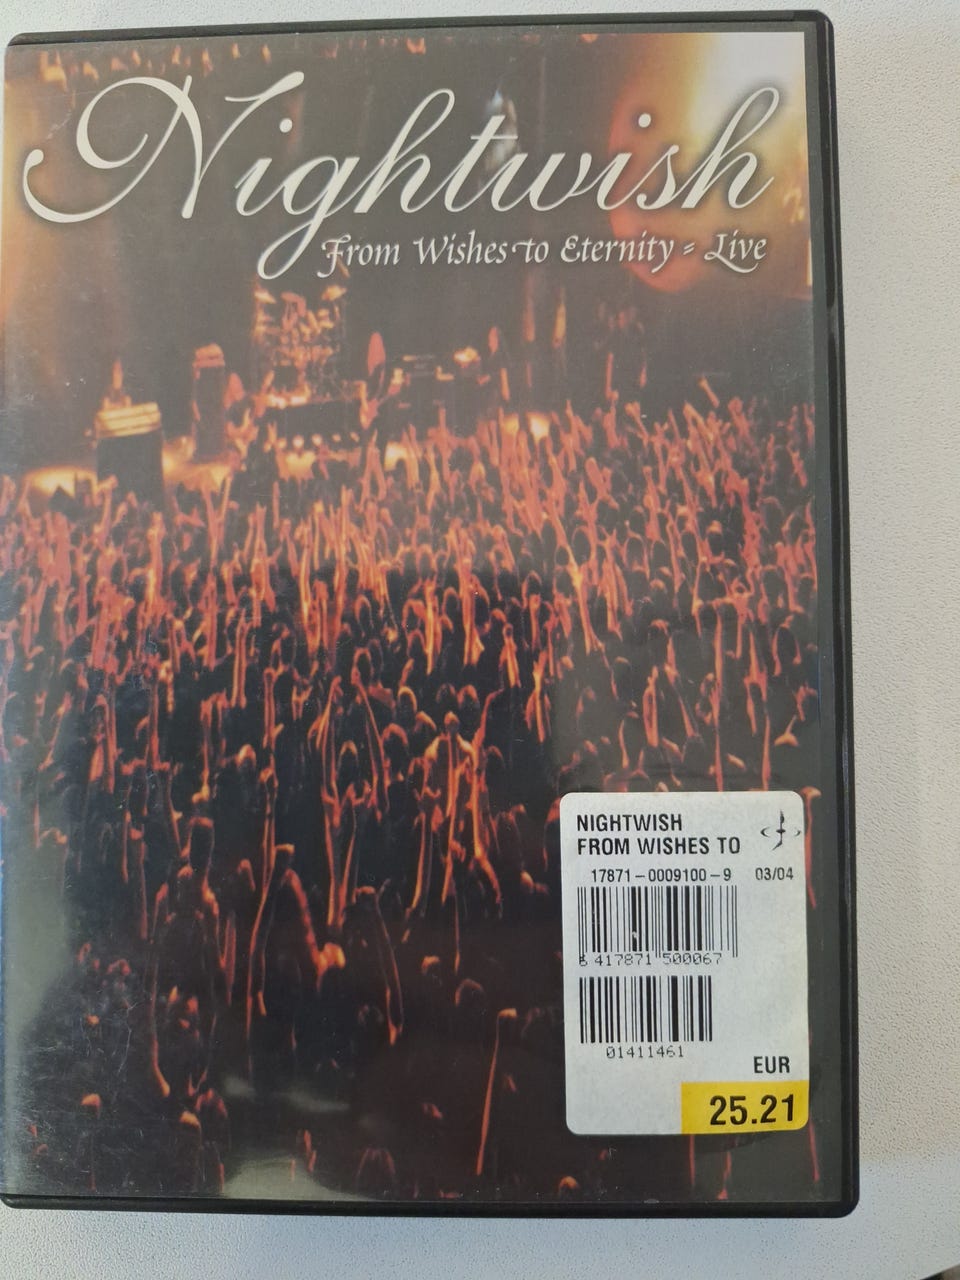 Nightwish
From Wishes to Eternity - Live
NIGHTWISH
FROM WISHES TO
17871-0009100-9 03/04
6 417871 500067
01411461
EUR
25.21